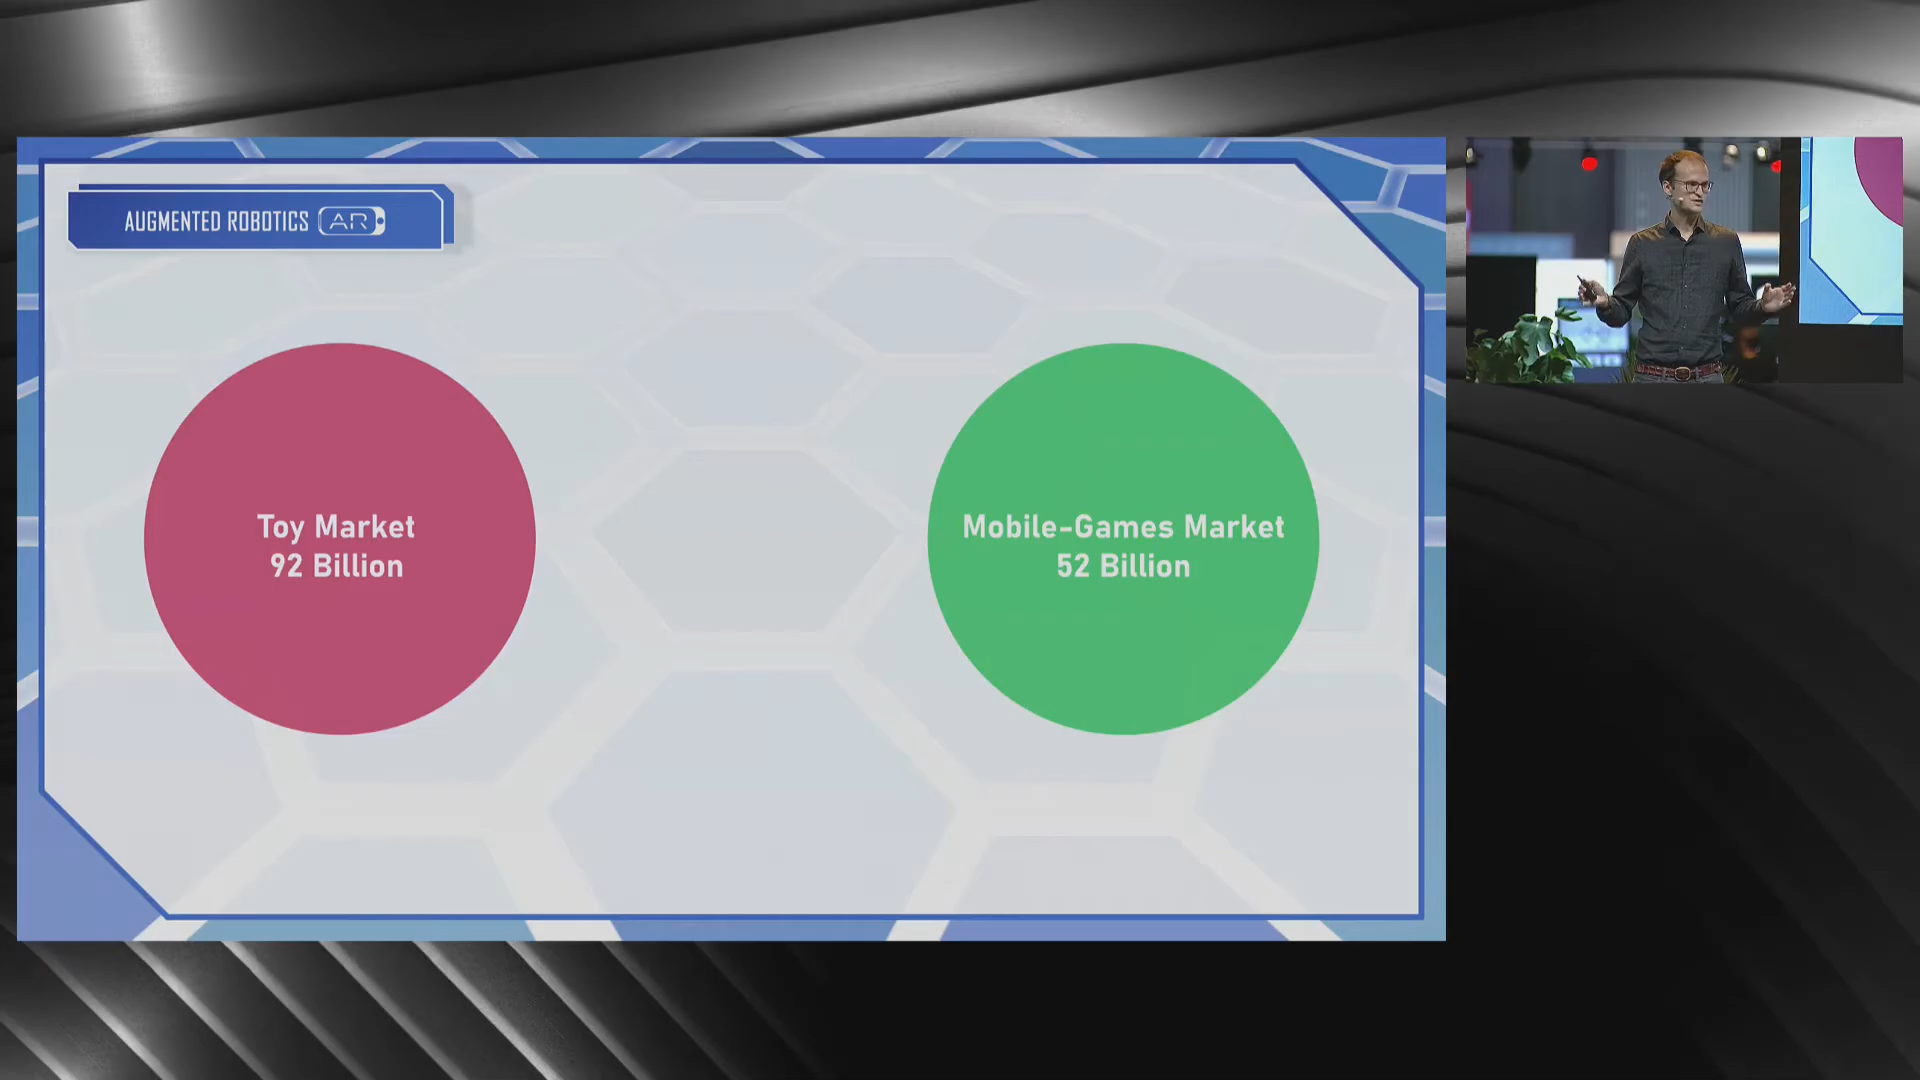 AUGMENTED ROBOTICS AR
Toy Market
92 Billion
Mobile-Games Market
52 Billion